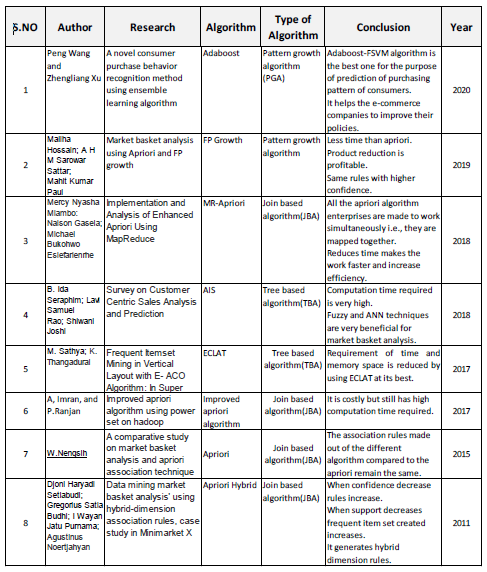 S.NO Author Research Algorithm Type of Algorithm Conclusion Year
1
Peng Wang
and
Zhengliang Xu
A novel consumer
purchase behavior
recognition method
using ensemble
learning algorithm
Adaboost
Pattern growth
algorithm
(PGA)
Adaboost-FSVM algorithm is
the best one for the purpose
of prediction of purchasing
pattern of consumers.
It helps the e-commerce
companies to improve their
policies.
2020
2
Maliha
Hossain; A H
M Sarowar
Sattar;
Mahit Kumar
Paul
Market basket analysis
using Apriori and FP
growth
FP Growth
Pattern growth
algorithm
Less time than apriori.
Product reduction is
profitable.
Same rules with higher
confidence.
2019
3
Mercy Nyasha
Mlambo;
Naison Gasela;
Michael
Bukohwo
Esiefarienrhe
Implementation and
Analysis of Enhanced
Apriori Using
MapReduce
MR-Apriori
Join based
algorithm(JBA)
All the apriori algorithm
enterprises are made to work
simultaneously i.e., they are
mapped together.
Reduces time makes the
work faster and increase
efficiency.
2018
4
B. Ida
Seraphim; Lavi
Samuel
Rao; Shiwani
Joshi
Survey on Customer
Centric Sales Analysis
and Prediction
AIS
Tree based
algorithm(TBA)
Computation time required
is very high.
Fuzzy and ANN techniques
are very beneficial for
market basket analysis.
2018
5
M. Sathya; K.
Thangadurai
Frequent Itemset
Mining in Vertical
Layout with E- ACO
Algorithm: In Super
ECLAT
Tree based
algorithm(TBA)
Requirement of time and
memory space is reduced by
using ECLAT at its best.
2017
6
A, Imran, and
P.Ranjan
Improved apriori
algorithm using power
set on hadoop
Improved
apriori
algorithm
Join based
algorithm(JBA)
It is costly but still has high
computation time required.
2017
7
W.Nengsih
A comparative study
on market basket
analysis and apriori
association technique
Apriori
Join based
algorithm(JBA)
The association rules made
out of the different
algorithm compared to the
apriori remain the same.
2015
8
Djoni Haryadi
Setiabudi;
Gregorius Satia
Budhi; I Wayan
Jatu Purnama;
Agustinus
Noertjahyan
Data mining market
basket analysis' using
hybrid-dimension
association rules, case
study in Minimarket X
Apriori Hybrid
Join based
algorithm(JBA)
When confidence decrease
rules increase.
When support decreases
frequent item set created
increases.
It generates hybrid
dimension rules.
2011